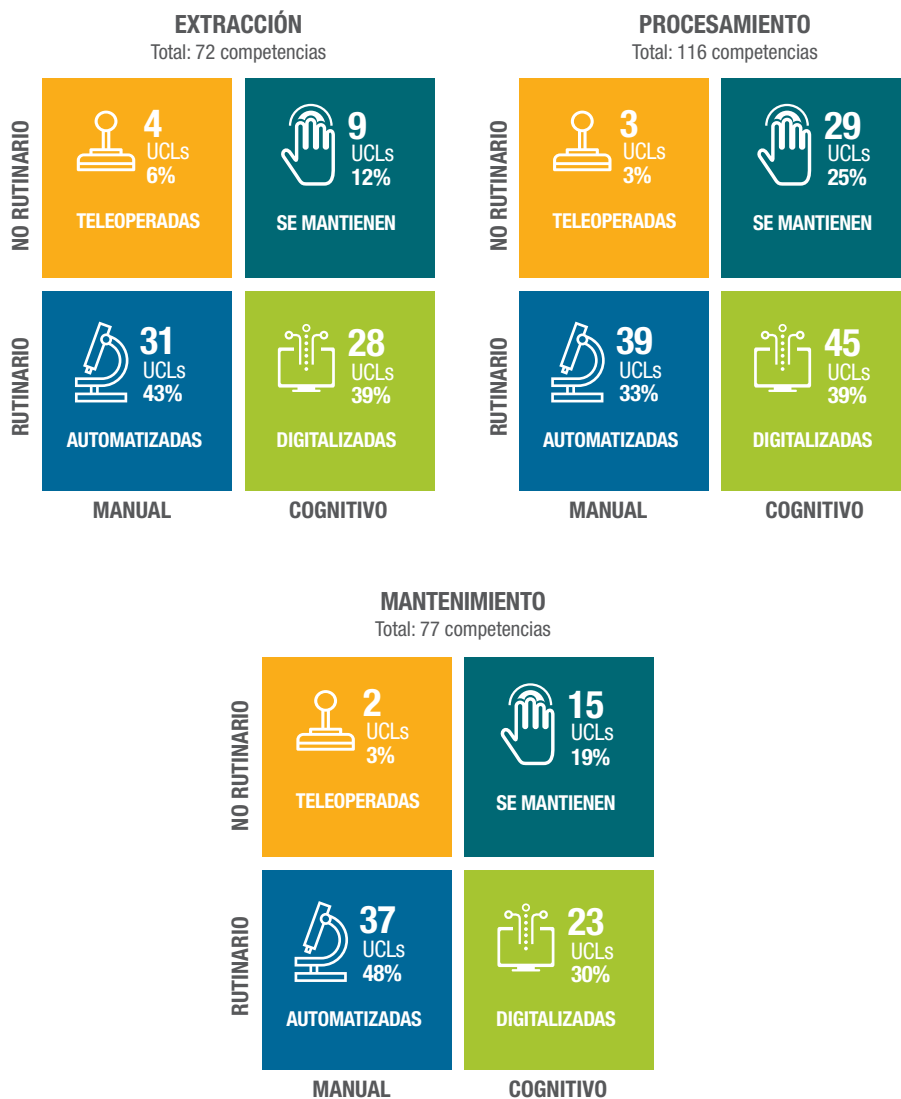 EXTRACCIÓN
Total: 72 competencias
NO RUTINARIO
4
UCLs
6%
TELEOPERADAS
9
UCLs
12%
SE MANTIENEN
RUTINARIO
31
UCLs
43%
AUTOMATIZADAS
28
UCLs
39%
DIGITALIZADAS
MANUAL
COGNITIVO
PROCESAMIENTO
Total: 116 competencias
NO RUTINARIO
3
UCLs
3%
TELEOPERADAS
29
UCLs
25%
SE MANTIENEN
RUTINARIO
39
UCLs
33%
AUTOMATIZADAS
45
UCLs
39%
DIGITALIZADAS
MANUAL
COGNITIVO
MANTENIMIENTO
Total: 77 competencias
NO RUTINARIO
2
UCLs
3%
TELEOPERADAS
15
UCLs
19%
SE MANTIENEN
RUTINARIO
37
UCLs
48%
AUTOMATIZADAS
23
UCLs
30%
DIGITALIZADAS
MANUAL
COGNITIVO